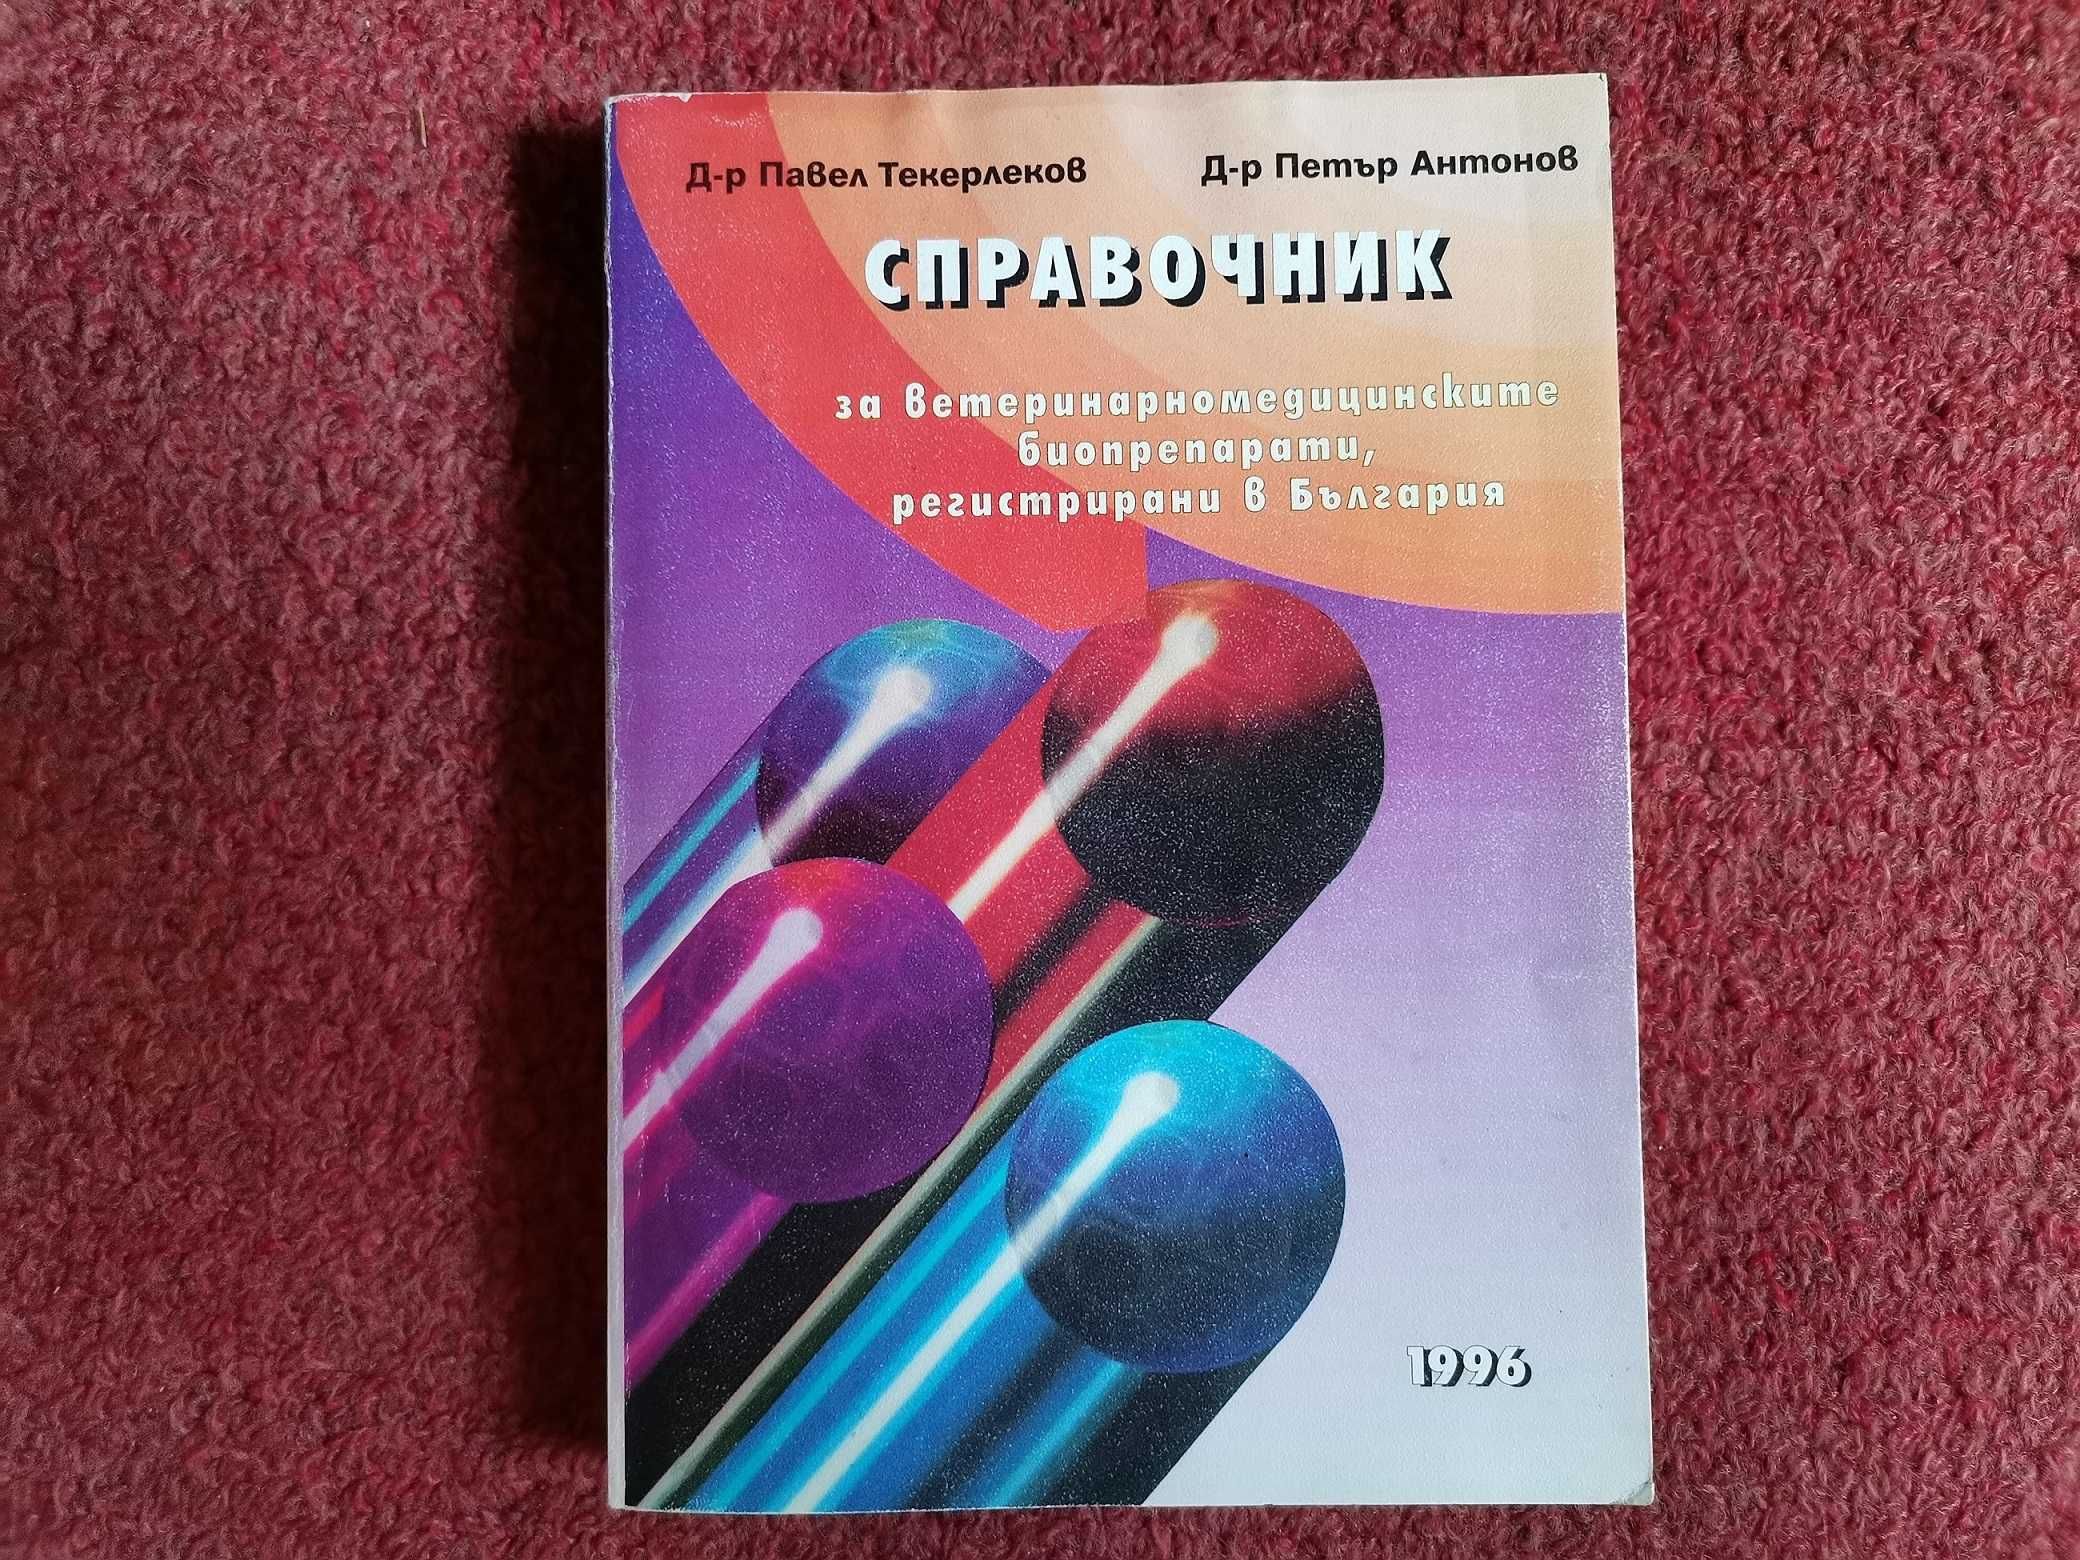 Д-р Павел Текерлеков Д-р Петър Антонов
СПРАВОЧНИК
за ветеринарномедицинските
биопрепарати,
регистрирани в България
1996